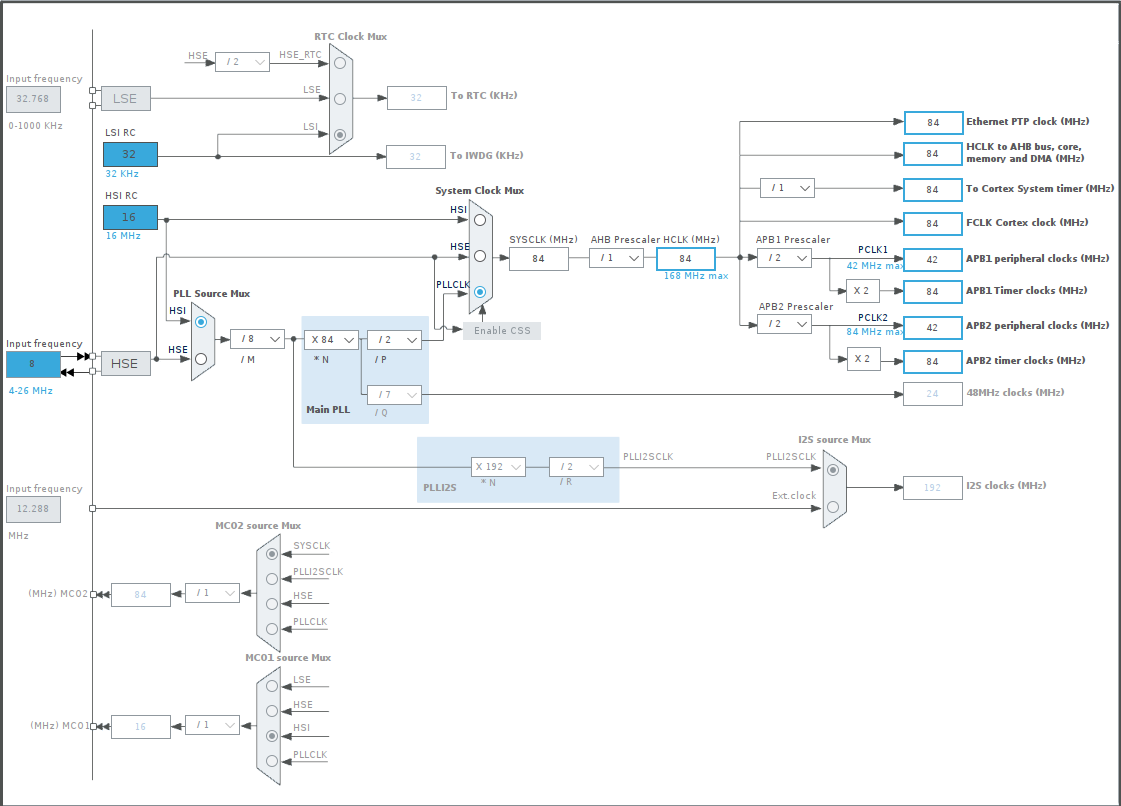 RTC Clock Mux
HSE
/ 2
HSE_RTC
Input frequency
32.768
LSE
LSE
32
To RTC (KHz)
0-1000 KHz
LSI RC
LSI
32
32
To IWDG (KHz)
32 KHz
HSI RC
16
16 MHz
System Clock Mux
HSI
HSE
PLLCLK
SYSCLK (MHz)
84
AHB Prescaler
/ 1
HCLK (MHz)
84
168 MHz max
Enable CSS
84
Ethernet PTP clock (MHz)
84
HCLK to AHB bus, core,
memory and DMA (MHz)
/ 1
84
To Cortex System timer (MHz)
84
FCLK Cortex clock (MHz)
APB1 Prescaler
/ 2
PCLK1
42 MHz max
42
APB1 peripheral clocks (MHz)
X 2
84
APB1 Timer clocks (MHz)
APB2 Prescaler
/ 2
PCLK2
84 MHz max
42
APB2 peripheral clocks (MHz)
X 2
84
APB2 timer clocks (MHz)
24
48MHz clocks (MHz)
PLL Source Mux
HSI
HSE
Input frequency
8
4-26 MHz
HSE
/ 8
/ M
X 84
* N
/ 2
/ P
/ 7
/ Q
Main PLL
X 192
* N
/ 2
/ R
PLLI2S
PLLI2SCLK
I2S source Mux
PLLI2SCLK
Ext.clock
192
I2S clocks (MHz)
Input frequency
12.288
MHz
MCO2 source Mux
SYSCLK
PLLI2SCLK
HSE
PLLCLK
(MHz) MCO2
84
/ 1
MCO1 source Mux
LSE
HSE
HSI
PLLCLK
(MHz) MCO1
16
/ 1